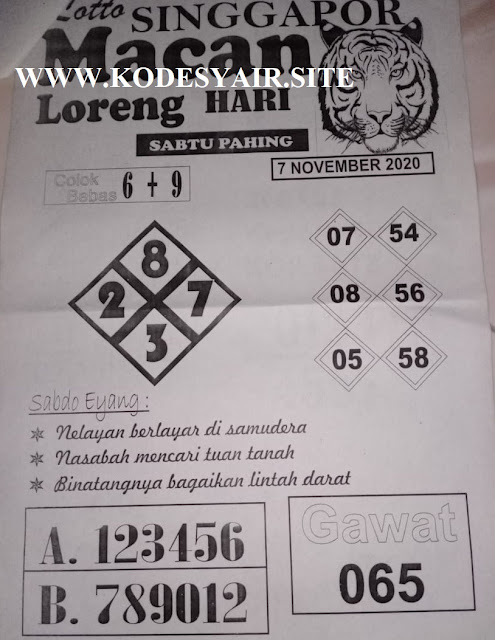 Lotto SINGGAPOR
Macan
WWW.KODESYAIR.SITE
Loreng HARI
SABTU PAHING
7 NOVEMBER 2020
Colok Bebas 6 + 9
8
2 7
3
07 54
08 56
05 58
Sabdo Eyang :
Nelayan berlayar di samudera
Nasabah mencari tuan tanah
Binatangnya bagaikan lintah darat
A. 123456
B. 789012
Gawat
065